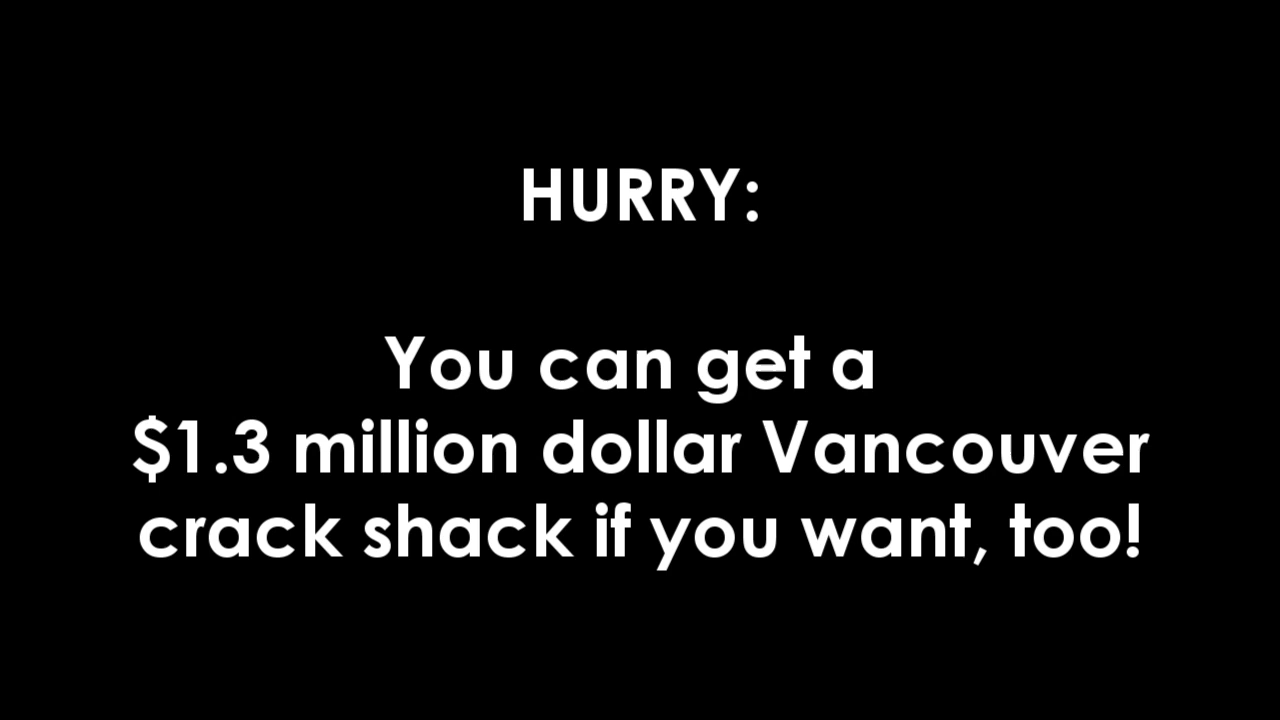 HURRY:
You can get a
$1.3 million dollar Vancouver
crack shack if you want, too!